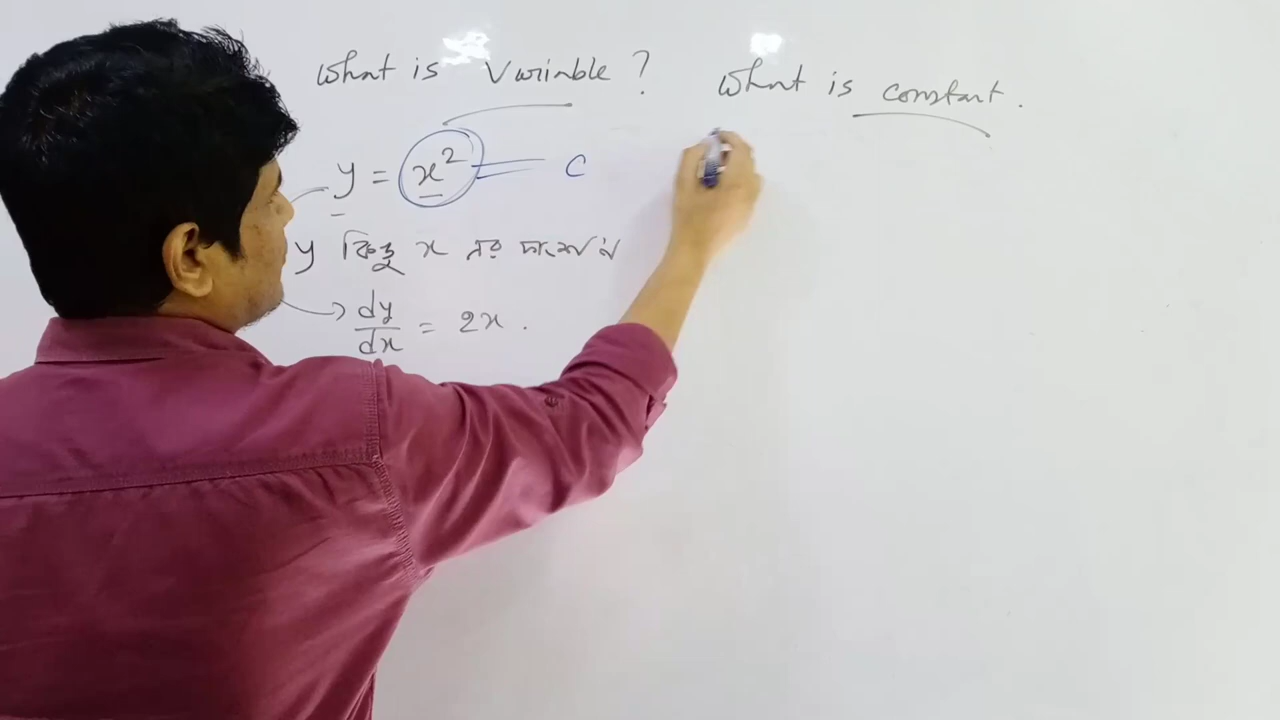 What is Variable ?
What is constant .
y = x² = C
y কিন্তু x এর
dy/dx = 2x .